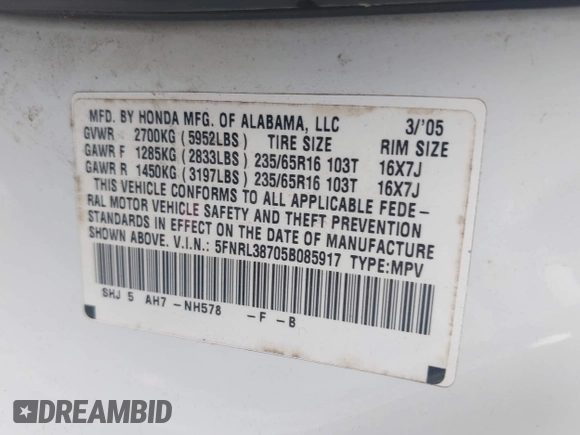 MFD. BY HONDA MFG. OF ALABAMA, LLC 3/'05
GVWR 2700KG (5952LBS) TIRE SIZE RIM SIZE
GAWR F 1285KG (2833LBS) 235/65R16 103T 16X7J
GAWR R 1450KG (3197LBS) 235/65R16 103T 16X7J
THIS VEHICLE CONFORMS TO ALL APPLICABLE FEDE-
RAL MOTOR VEHICLE SAFETY AND THEFT PREVENTION
STANDARDS IN EFFECT ON THE DATE OF MANUFACTURE
SHOWN ABOVE. V.I.N.: 5FNRL38705B085917 TYPE:MPV
SHJ 5 AH7 -NH578 -F -B
DREAMBID